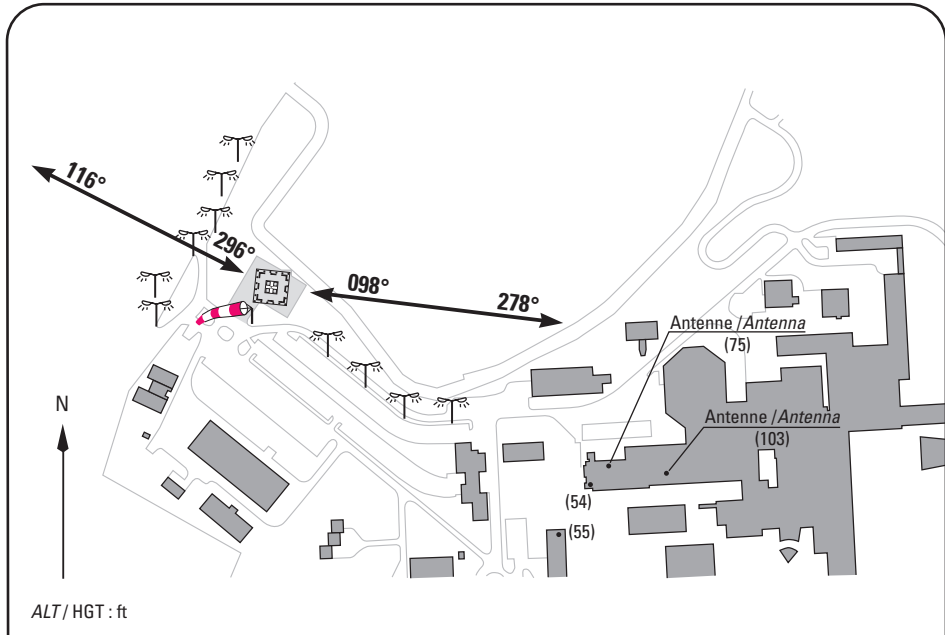 116°
296°
098°
278°
Antenne / Antenna
(75)
Antenne / Antenna
(103)
N
(54)
(55)
ALT / HGT : ft